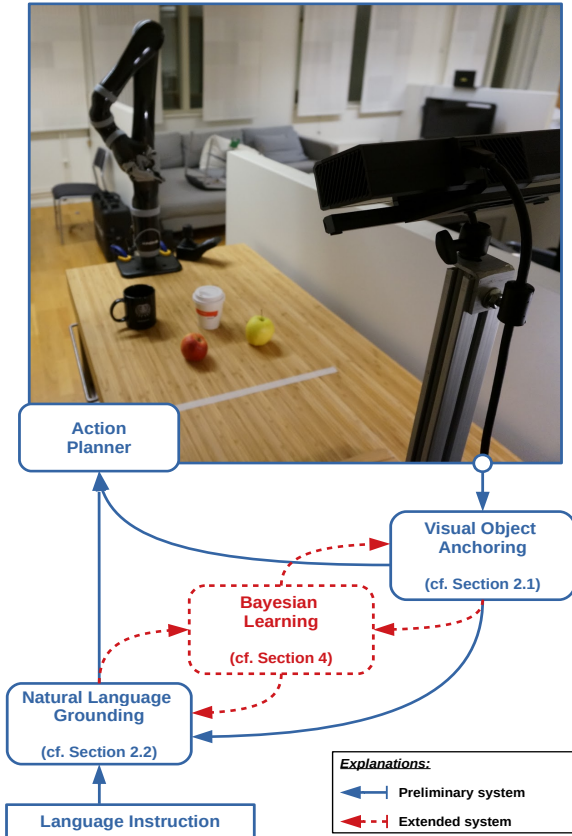 Action
Planner
Visual Object
Anchoring
(cf. Section 2.1)
Bayesian
Learning
(cf. Section 4)
Natural Language
Grounding
(cf. Section 2.2)
Language Instruction
Explanations:
Preliminary system
Extended system